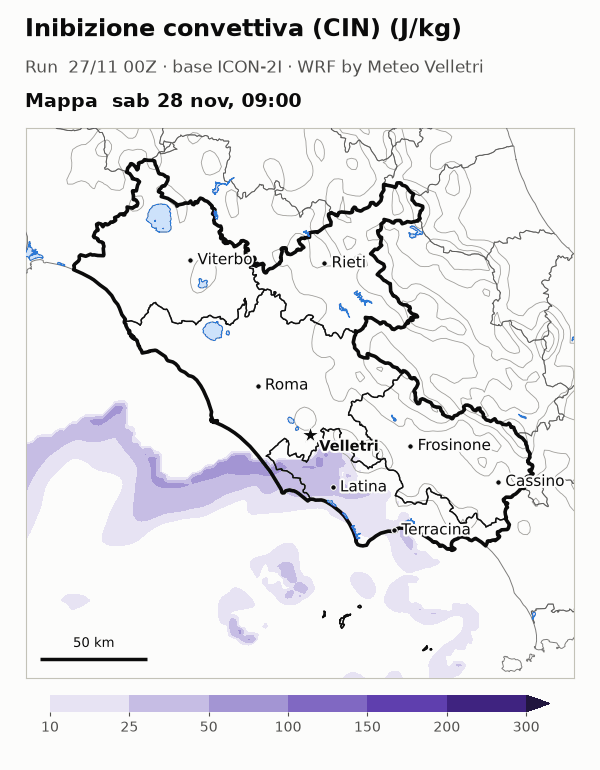 Inibizione convettiva (CIN) (J/kg)
Run  27/11 00Z · base ICON-2I · WRF by Meteo Velletri
Mappa  sab 28 nov, 09:00
Viterbo
Rieti
Roma
Velletri
Frosinone
Cassino
Latina
Terracina
50 km
10 25 50 100 150 200 300